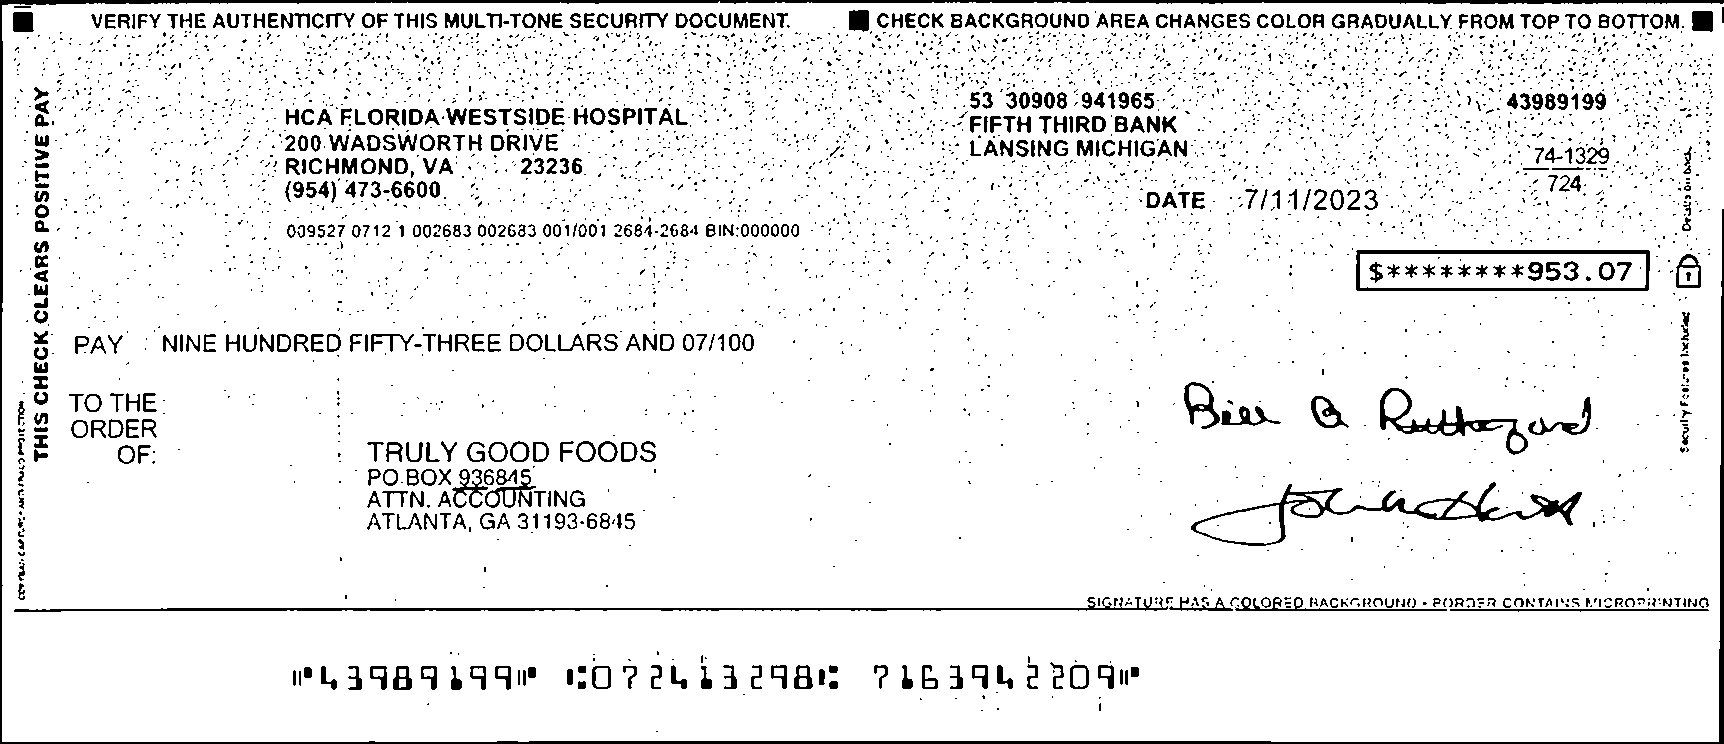 VERIFY THE AUTHENTICITY OF THIS MULTI-TONE SECURITY DOCUMENT. CHECK BACKGROUND AREA CHANGES COLOR GRADUALLY FROM TOP TO BOTTOM.
THIS CHECK CLEARS POSITIVE PAY
HCA FLORIDA WESTSIDE HOSPITAL
200 WADSWORTH DRIVE
RICHMOND, VA 23236
(954) 473-6600
53 30908 941965
FIFTH THIRD BANK
LANSING MICHIGAN
43989199
74-1329
724
DATE 7/11/2023
009527 0712 1 002683 002683 001/001 2684-2684 BIN:000000
$********953.07
PAY NINE HUNDRED FIFTY-THREE DOLLARS AND 07/100
TO THE
ORDER
OF:
TRULY GOOD FOODS
PO BOX 936845
ATTN. ACCOUNTING
ATLANTA, GA 31193-6845
Bill B Rutherford
Security Features Included Details on back
SIGNATURE HAS A COLORED BACKGROUND - BORDER CONTAINS MICROPRINTING
⑈43989199⑈ ⑆072413298⑆ 7163942209⑈